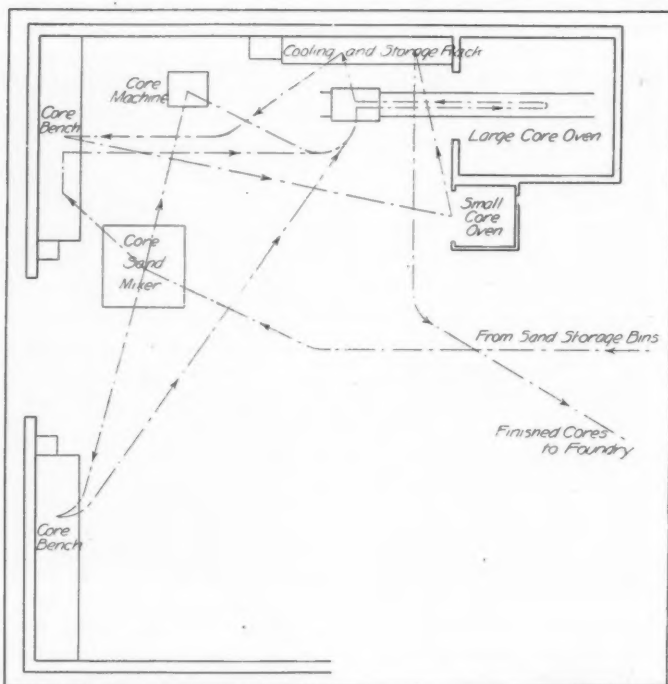 Cooling and Storage Rack
Core
Machine
Core
Bench
Large Core Oven
Small
Core
Oven
Core
Sand
Mixer
From Sand Storage Bins
Finished Cores
to Foundry
Core
Bench